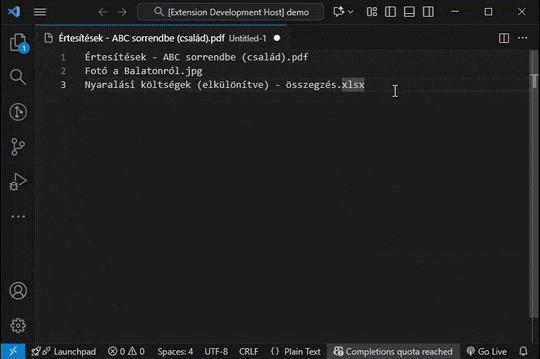 [Extension Development Host] demo
Értesítések - ABC sorrendbe (család).pdf Untitled-1
1 Értesítések - ABC sorrendbe (család).pdf
2 Fotó a Balatonról.jpg
3 Nyaralási költségek (elkülönítve) - összegzés.xlsx
1
Launchpad 0 0 Spaces: 4 UTF-8 CRLF {} Plain Text Completions quota reached Go Live